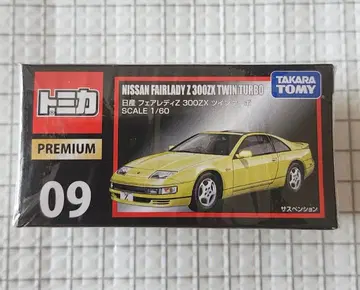 トミカ
PREMIUM
09
NISSAN FAIRLADY Z 300ZX TWIN TURBO
日産 フェアレディZ 300ZX ツインターボ
SCALE 1/60
TAKARA
TOMY
サスペンション